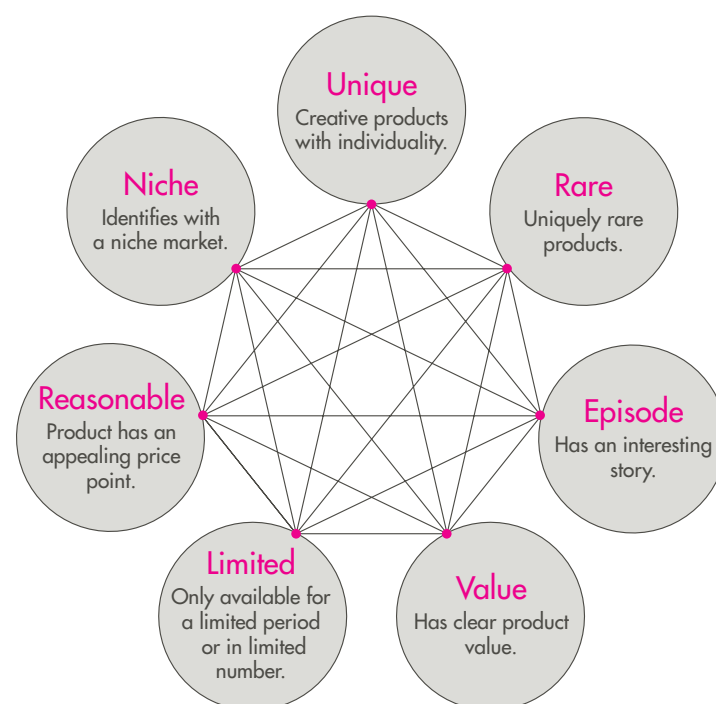 Unique
Creative products
with individuality.
Rare
Uniquely rare
products.
Episode
Has an interesting
story.
Value
Has clear product
value.
Limited
Only available for
a limited period
or in limited
number.
Reasonable
Product has an
appealing price
point.
Niche
Identifies with
a niche market.